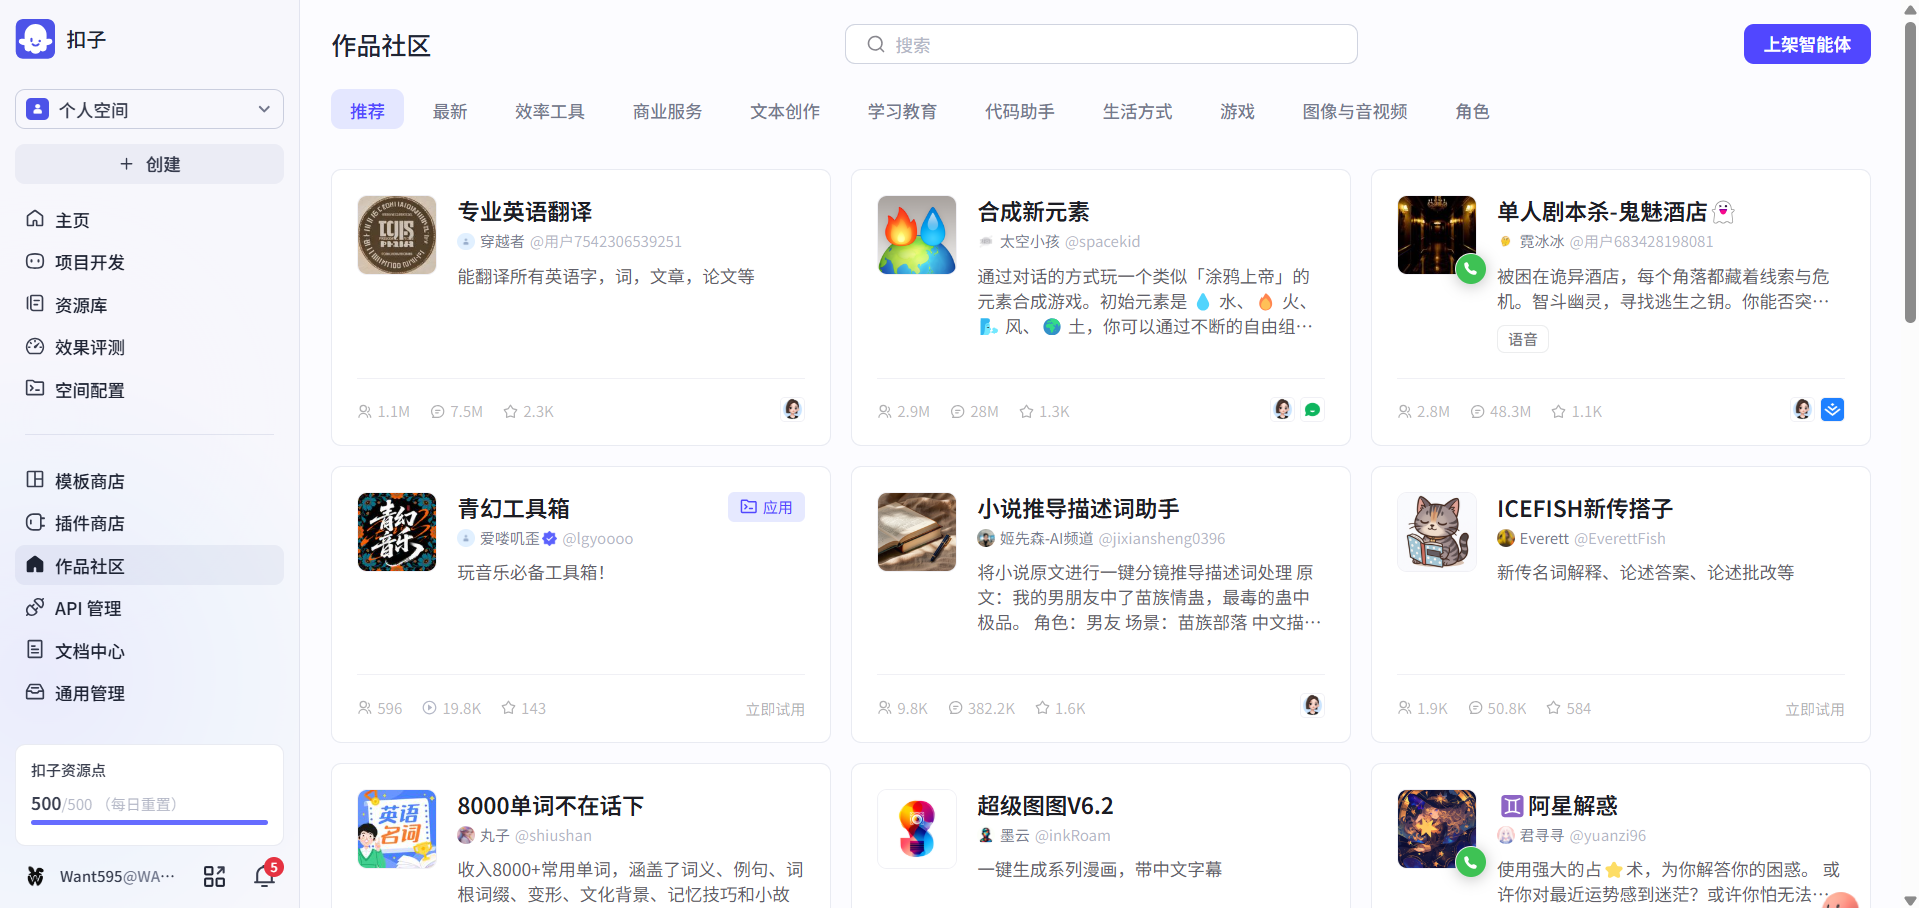 扣子
个人空间
创建
主页
项目开发
资源库
效果评测
空间配置
模板商店
插件商店
作品社区
API 管理
文档中心
通用管理
扣子资源点
500/500 （每日重置）
Want595@WA···
5
作品社区
搜索
上架智能体
推荐
最新
效率工具
商业服务
文本创作
学习教育
代码助手
生活方式
游戏
图像与音视频
角色
专业英语翻译
穿越者 @用户7542306539251
能翻译所有英语字，词，文章，论文等
1.1M 7.5M 2.3K
合成新元素
太空小孩 @spacekid
通过对话的方式玩一个类似「涂鸦上帝」的
元素合成游戏。初始元素是 💧 水、🔥 火、
🌬️ 风、🌍 土，你可以通过不断的自由组···
2.9M 28M 1.3K
单人剧本杀-鬼魅酒店👻
霓冰冰 @用户683428198081
被困在诡异酒店，每个角落都藏着线索与危
机。智斗幽灵，寻找逃生之钥。你能否突···
语音
2.8M 48.3M 1.1K
青幻
音乐
青幻工具箱
应用
爱喽叽歪 @lgyoooo
玩音乐必备工具箱！
596 19.8K 143
立即试用
小说推导描述词助手
姬先森-AI频道 @jixiansheng0396
将小说原文进行一键分镜推导描述词处理 原
文：我的男朋友中了苗族情蛊，最毒的蛊中
极品。 角色：男友 场景：苗族部落 中文描···
9.8K 382.2K 1.6K
ICEFISH新传搭子
Everett @EverettFish
新传名词解释、论述答案、论述批改等
1.9K 50.8K 584
立即试用
英语
名词
8000单词不在话下
丸子 @shiushan
收入8000+常用单词，涵盖了词义、例句、词
根词缀、变形、文化背景、记忆技巧和小故
超级图图V6.2
墨云 @inkRoam
一键生成系列漫画，带中文字幕
♊阿星解惑
君寻寻 @yuanzi96
使用强大的占⭐术，为你解答你的困惑。 或
许你对最近运势感到迷茫？或许你怕无法···